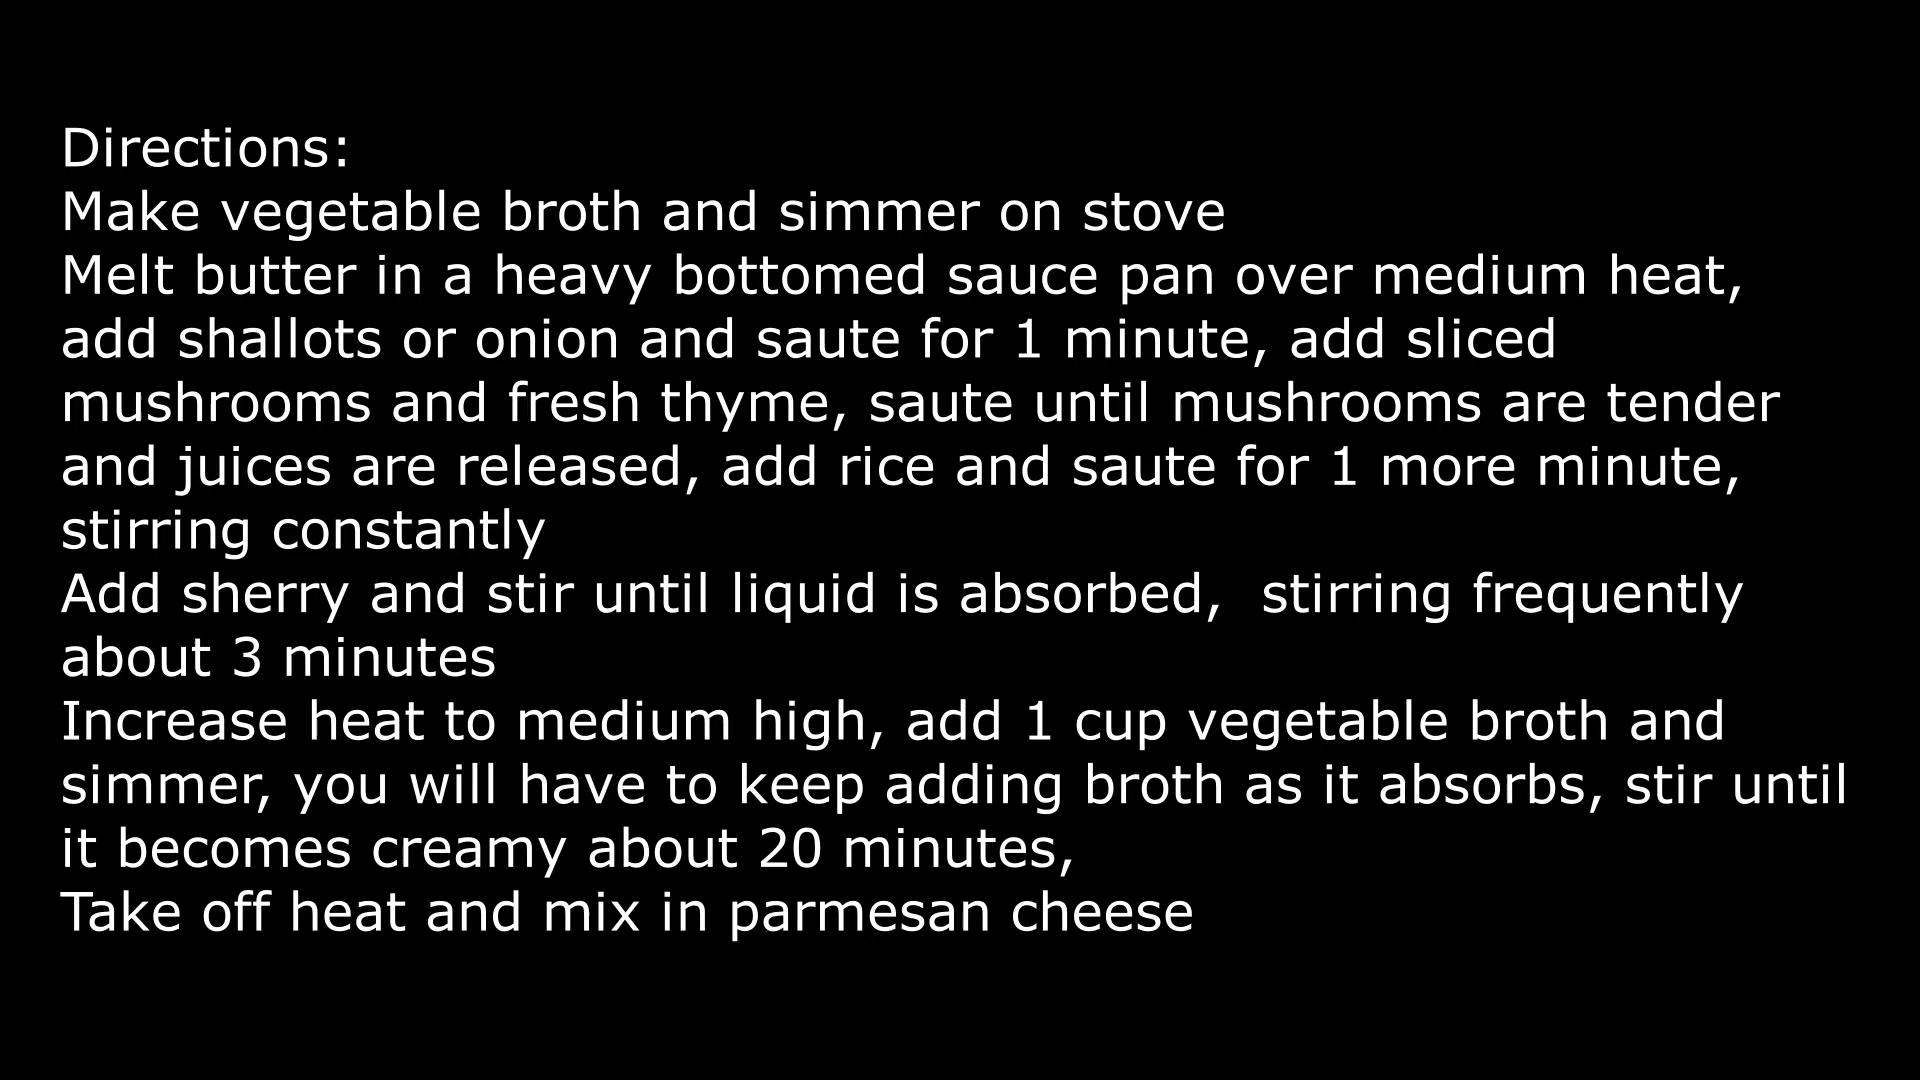 Directions:
Make vegetable broth and simmer on stove
Melt butter in a heavy bottomed sauce pan over medium heat,
add shallots or onion and saute for 1 minute, add sliced
mushrooms and fresh thyme, saute until mushrooms are tender
and juices are released, add rice and saute for 1 more minute,
stirring constantly
Add sherry and stir until liquid is absorbed,  stirring frequently
about 3 minutes
Increase heat to medium high, add 1 cup vegetable broth and
simmer, you will have to keep adding broth as it absorbs, stir until
it becomes creamy about 20 minutes,
Take off heat and mix in parmesan cheese